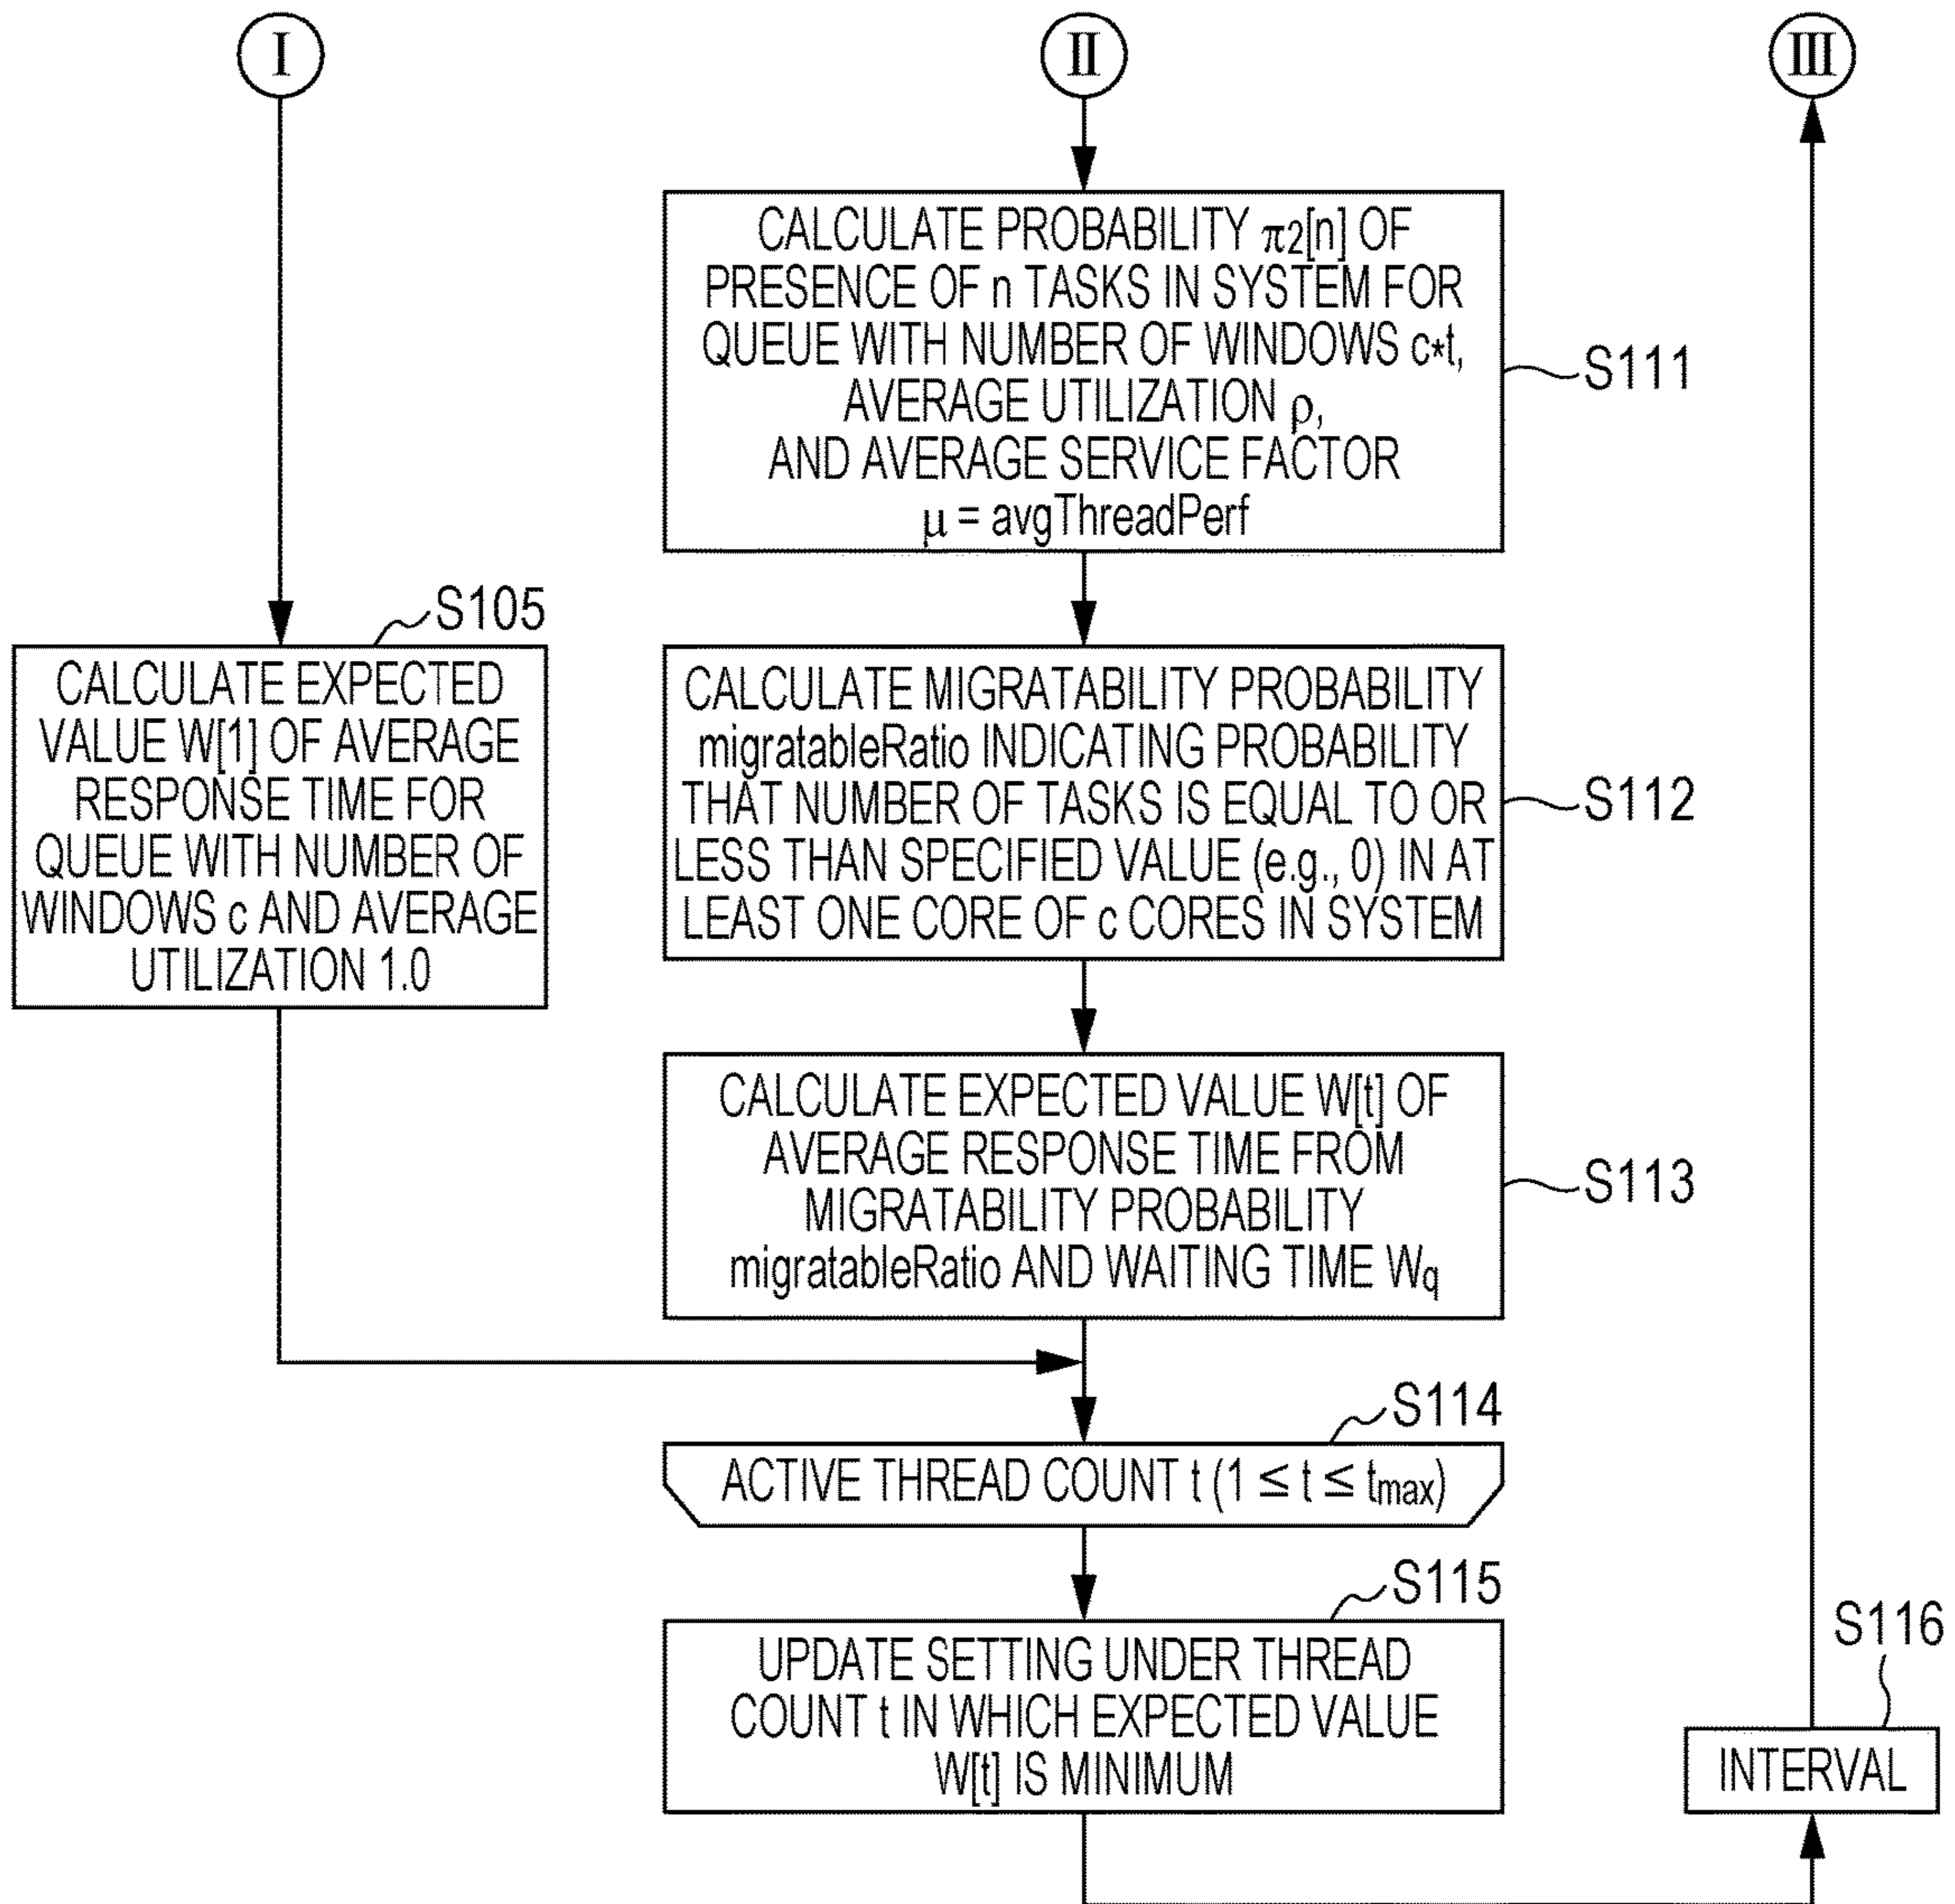 I
II
III
CALCULATE PROBABILITY π2[n] OF
PRESENCE OF n TASKS IN SYSTEM FOR
QUEUE WITH NUMBER OF WINDOWS c*t,
AVERAGE UTILIZATION ρ,
AND AVERAGE SERVICE FACTOR
μ = avgThreadPerf
S111
S105
CALCULATE EXPECTED
VALUE W[1] OF AVERAGE
RESPONSE TIME FOR
QUEUE WITH NUMBER OF
WINDOWS c AND AVERAGE
UTILIZATION 1.0
CALCULATE MIGRATABILITY PROBABILITY
migratableRatio INDICATING PROBABILITY
THAT NUMBER OF TASKS IS EQUAL TO OR
LESS THAN SPECIFIED VALUE (e.g., 0) IN AT
LEAST ONE CORE OF c CORES IN SYSTEM
S112
CALCULATE EXPECTED VALUE W[t] OF
AVERAGE RESPONSE TIME FROM
MIGRATABILITY PROBABILITY
migratableRatio AND WAITING TIME Wq
S113
S114
ACTIVE THREAD COUNT t (1 ≤ t ≤ tmax)
S115
UPDATE SETTING UNDER THREAD
COUNT t IN WHICH EXPECTED VALUE
W[t] IS MINIMUM
S116
INTERVAL